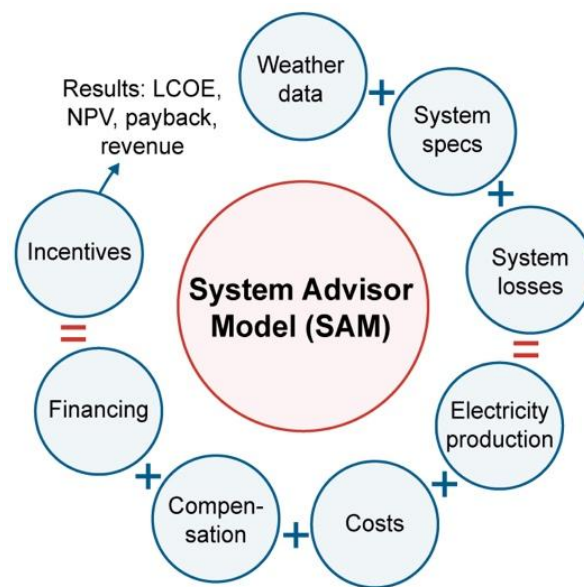 Weather
data
+
System
specs
+
System
losses
=
Electricity
production
+
Costs
+
Compen-
sation
+
Financing
=
Incentives
Results: LCOE,
NPV, payback,
revenue
System Advisor
Model (SAM)